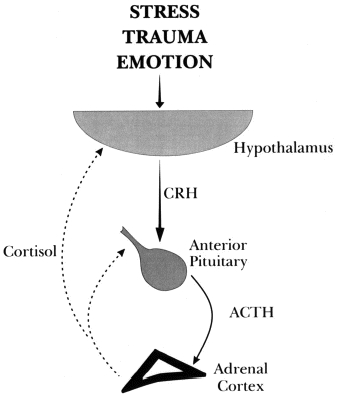 STRESS
TRAUMA
EMOTION
Hypothalamus
CRH
Anterior
Pituitary
Cortisol
ACTH
Adrenal
Cortex